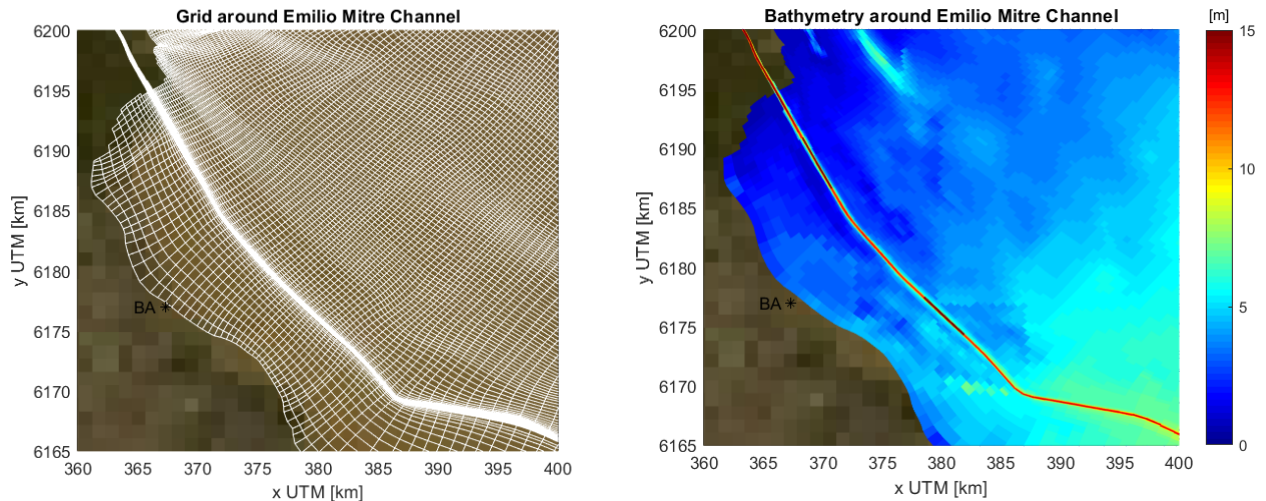 Grid around Emilio Mitre Channel
6200
6195
6190
6185
6180
6175
6170
6165
y UTM [km]
BA
360 365 370 375 380 385 390 395 400
x UTM [km]
Bathymetry around Emilio Mitre Channel
6200
6195
6190
6185
6180
6175
6170
6165
y UTM [km]
BA
360 365 370 375 380 385 390 395 400
x UTM [km]
[m]
15
10
5
0